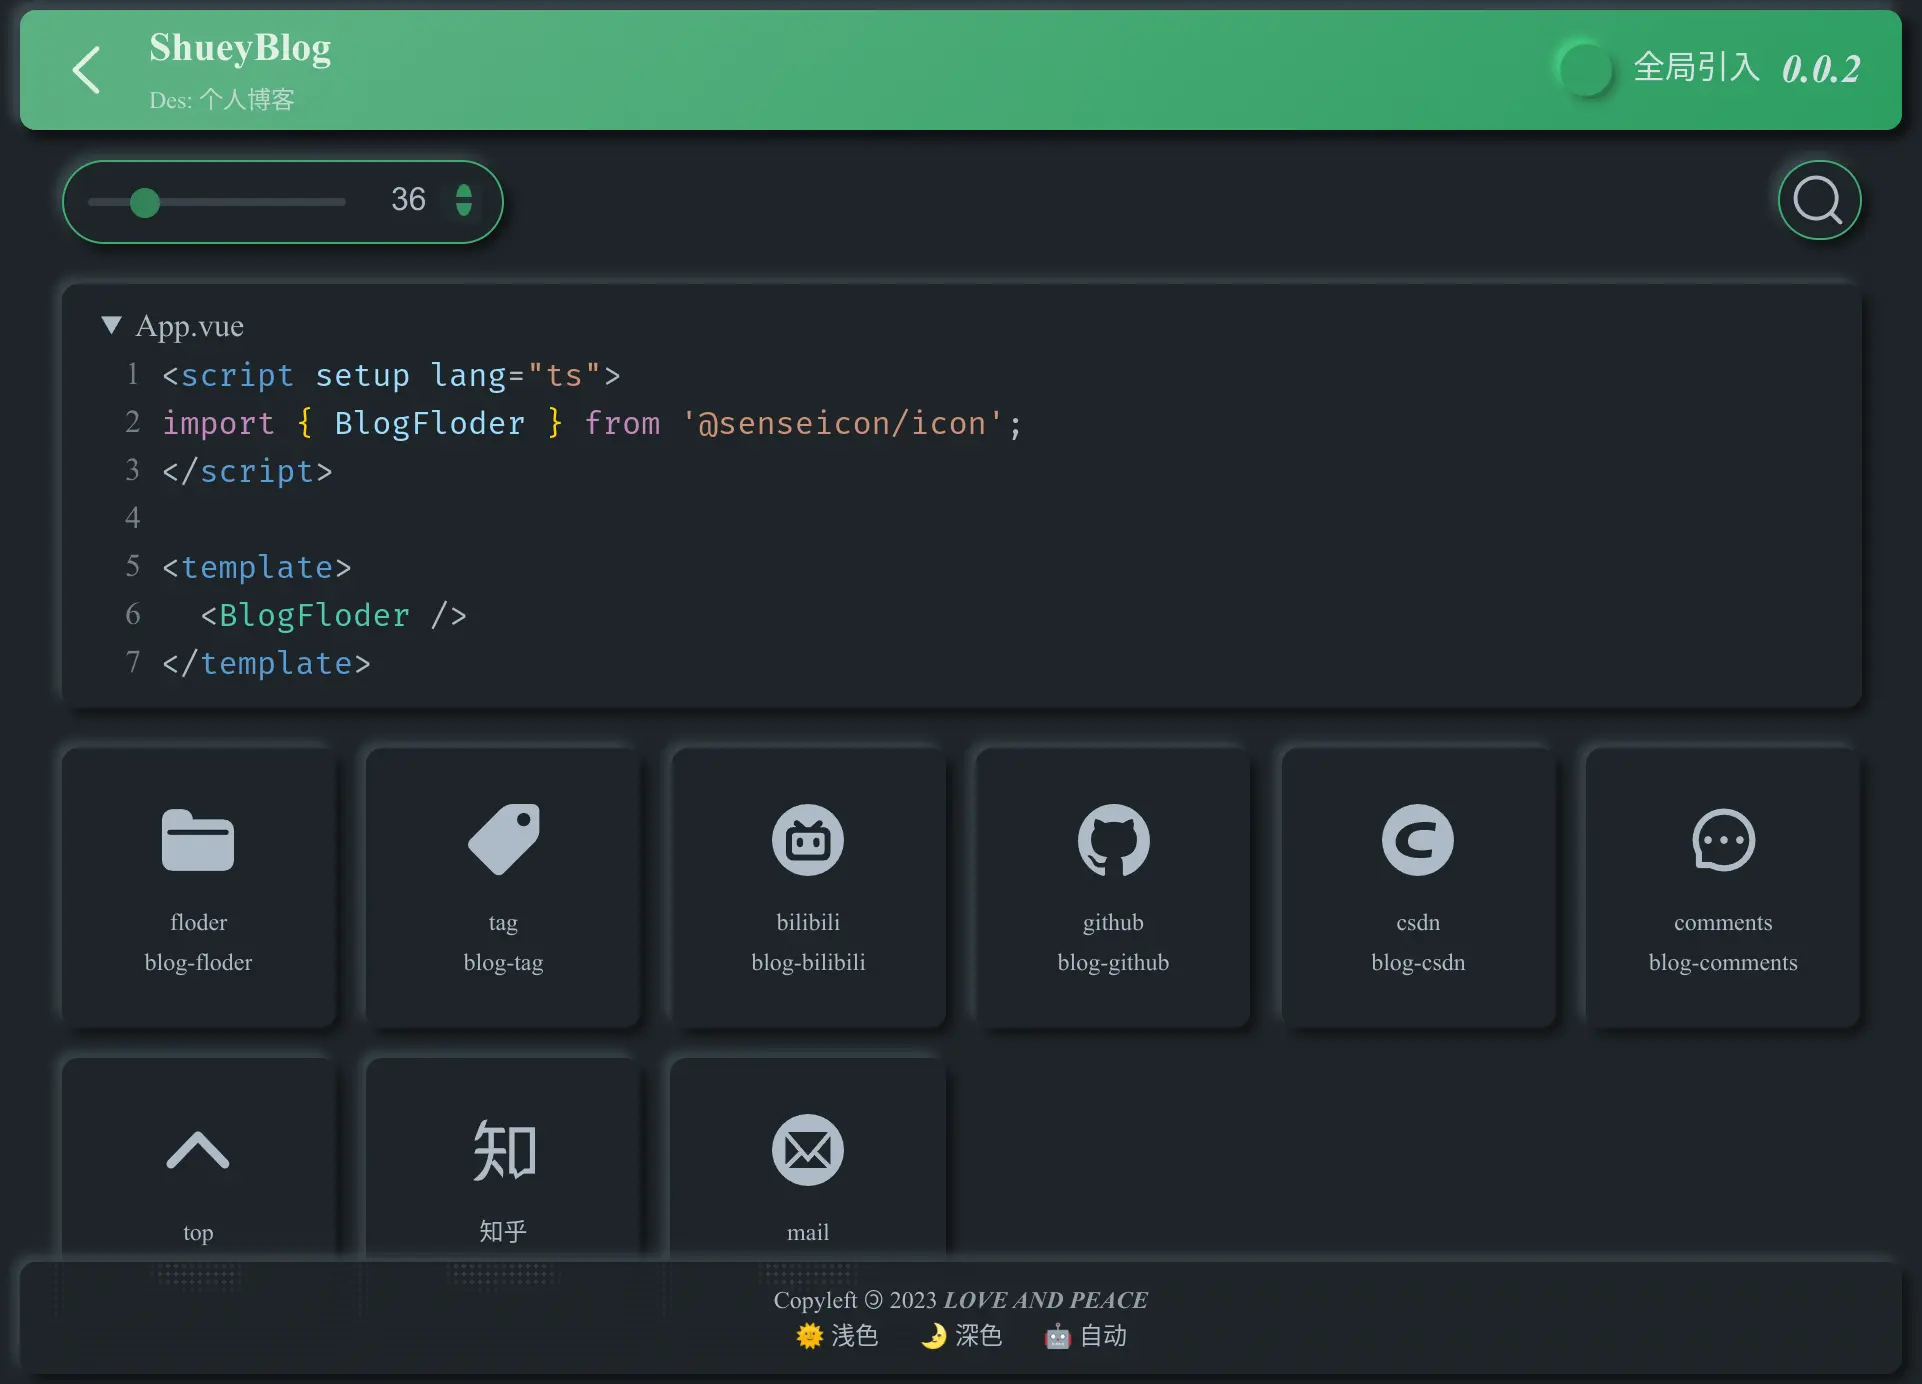 ShueyBlog
Des: 个人博客
全局引入 0.0.2
36
▼ App.vue
1 <script setup lang="ts">
2 import { BlogFloder } from '@senseicon/icon';
3 </script>
4
5 <template>
6   <BlogFloder />
7 </template>
floder
blog-floder
tag
blog-tag
bilibili
blog-bilibili
github
blog-github
csdn
blog-csdn
comments
blog-comments
top
知
知乎
mail
Copyleft 🄯 2023 LOVE AND PEACE
🌞 浅色 🌛 深色 🤖 自动